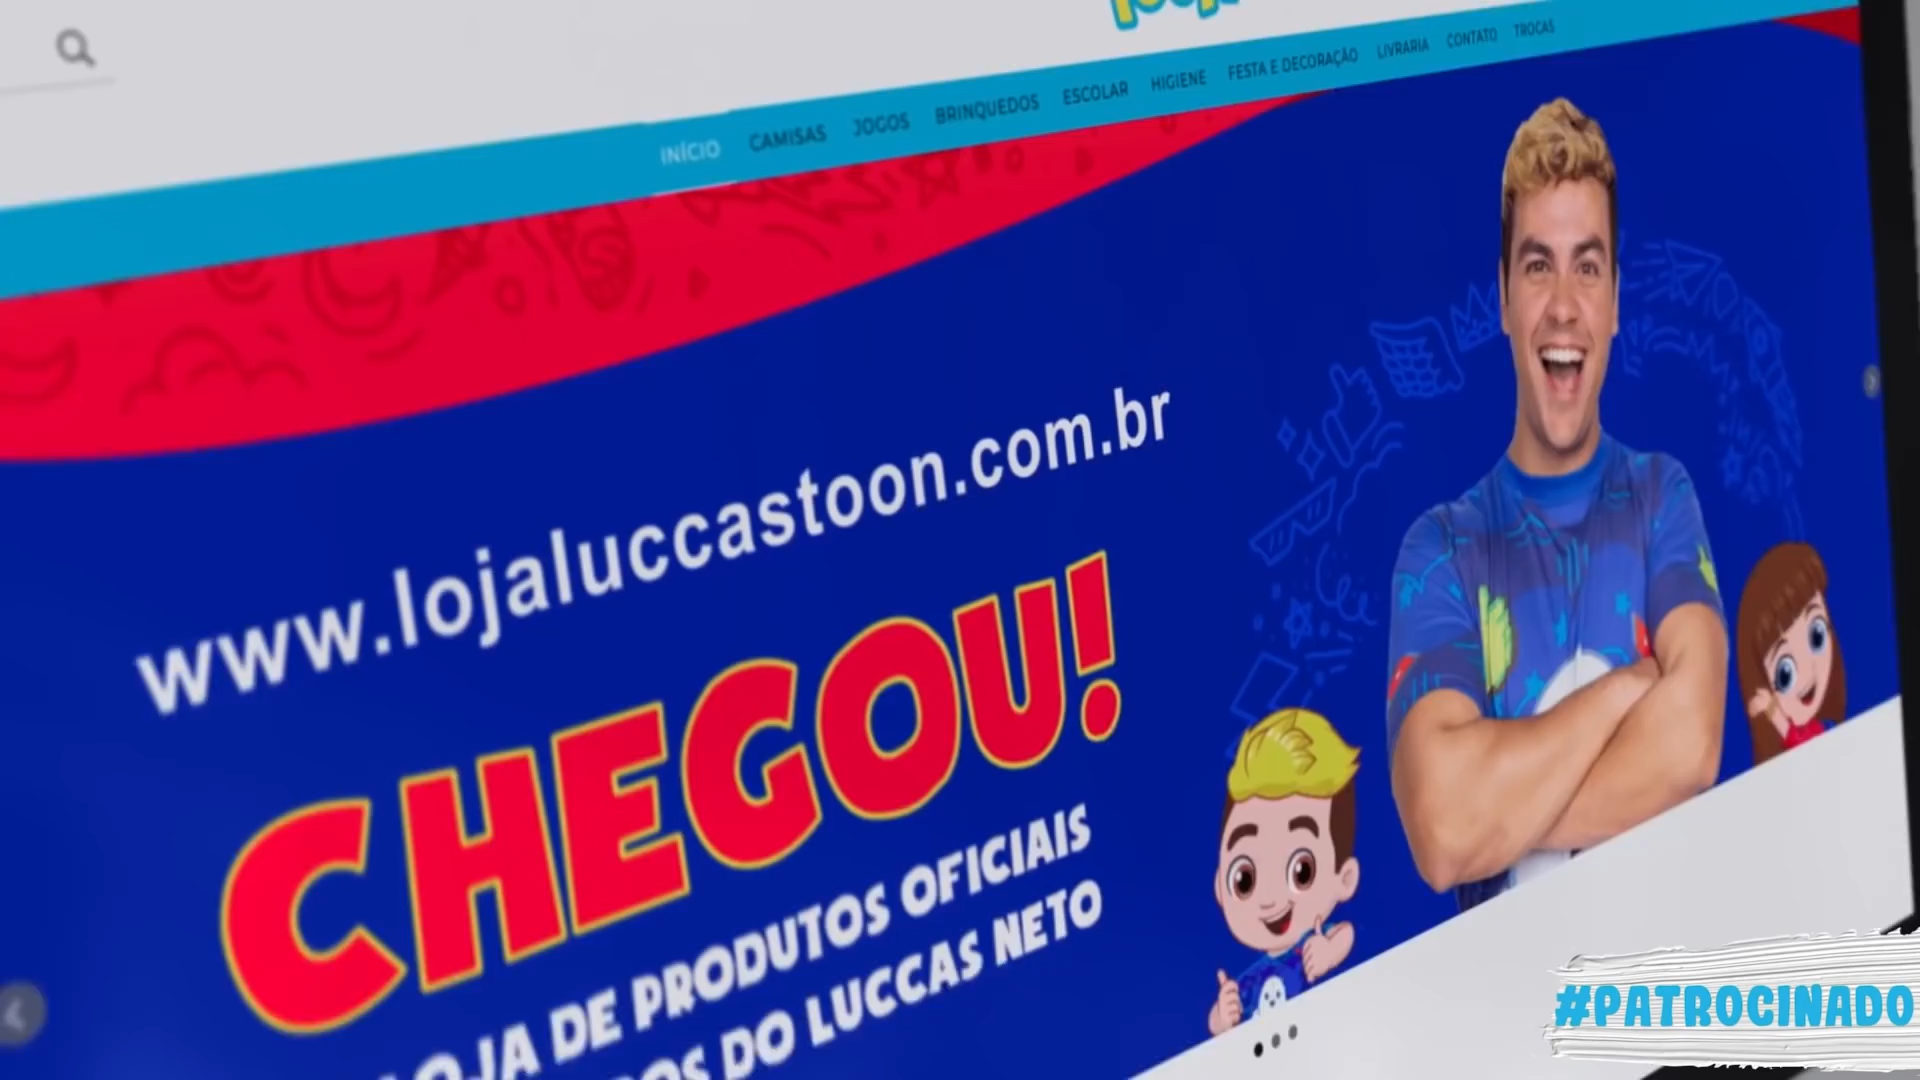 INÍCIO CAMISAS JOGOS BRINQUEDOS ESCOLAR HIGIENE FESTA E DECORAÇÃO LIVRARIA CONTATO TROCAS
www.lojaluccastoon.com.br
CHEGOU!
LOJA DE PRODUTOS OFICIAIS
DO LUCCAS NETO
#PATROCINADO